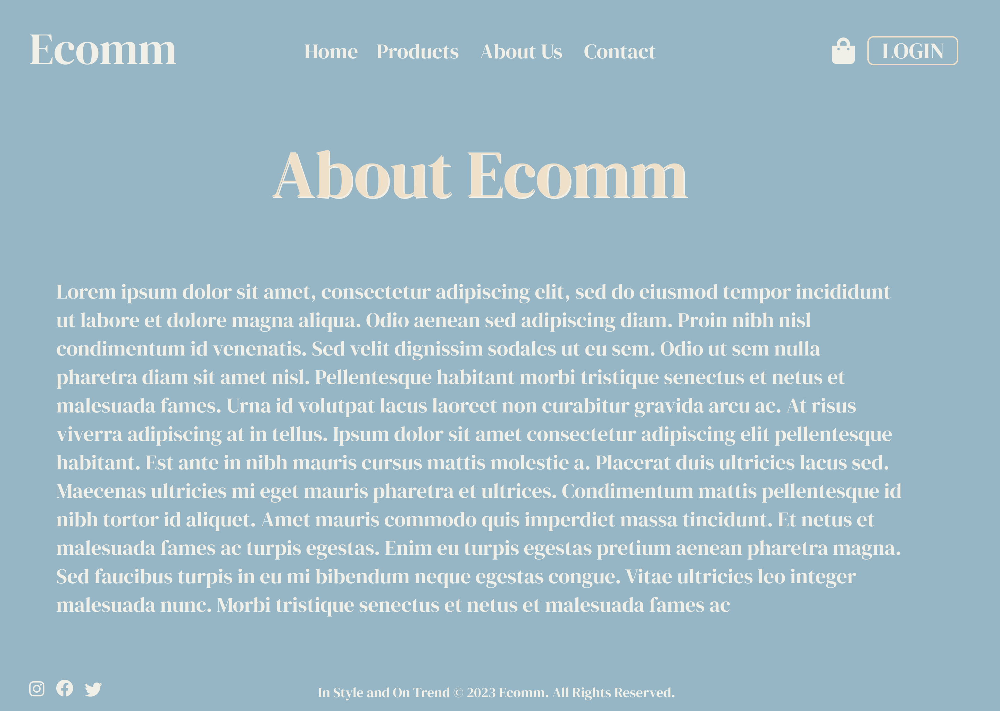 Ecomm
Home Products About Us Contact
LOGIN
About Ecomm
Lorem ipsum dolor sit amet, consectetur adipiscing elit, sed do eiusmod tempor incididunt
ut labore et dolore magna aliqua. Odio aenean sed adipiscing diam. Proin nibh nisl
condimentum id venenatis. Sed velit dignissim sodales ut eu sem. Odio ut sem nulla
pharetra diam sit amet nisl. Pellentesque habitant morbi tristique senectus et netus et
malesuada fames. Urna id volutpat lacus laoreet non curabitur gravida arcu ac. At risus
viverra adipiscing at in tellus. Ipsum dolor sit amet consectetur adipiscing elit pellentesque
habitant. Est ante in nibh mauris cursus mattis molestie a. Placerat duis ultricies lacus sed.
Maecenas ultricies mi eget mauris pharetra et ultrices. Condimentum mattis pellentesque id
nibh tortor id aliquet. Amet mauris commodo quis imperdiet massa tincidunt. Et netus et
malesuada fames ac turpis egestas. Enim eu turpis egestas pretium aenean pharetra magna.
Sed faucibus turpis in eu mi bibendum neque egestas congue. Vitae ultricies leo integer
malesuada nunc. Morbi tristique senectus et netus et malesuada fames ac
In Style and On Trend © 2023 Ecomm. All Rights Reserved.